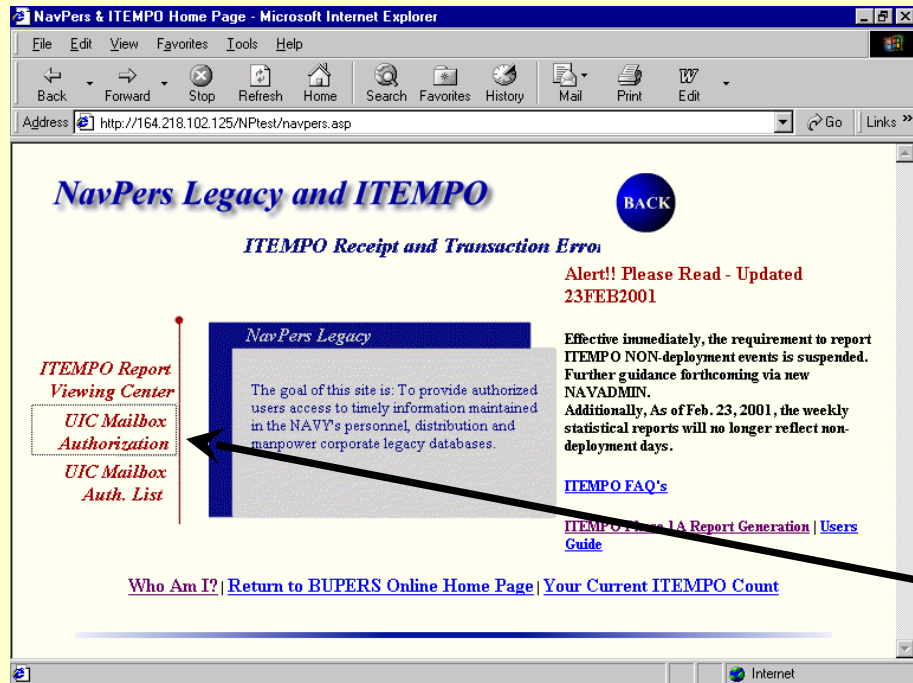 NavPers & ITEMPO Home Page - Microsoft Internet Explorer
File Edit View Favorites Tools Help
Back Forward Stop Refresh Home Search Favorites History Mail Print Edit
Address http://164.218.102.125/NPtest/navpers.asp Go Links »
NavPers Legacy and ITEMPO
BACK
ITEMPO Receipt and Transaction Error
Alert!! Please Read - Updated
23FEB2001
Effective immediately, the requirement to report
ITEMPO NON-deployment events is suspended.
Further guidance forthcoming via new
NAVADMIN.
Additionally, As of Feb. 23, 2001, the weekly
statistical reports will no longer reflect non-
deployment days.
ITEMPO FAQ's
ITEMPO Phase 1A Report Generation | Users
Guide
ITEMPO Report
Viewing Center
UIC Mailbox
Authorization
UIC Mailbox
Auth. List
NavPers Legacy
The goal of this site is: To provide authorized
users access to timely information maintained
in the NAVY's personnel, distribution and
manpower corporate legacy databases.
Who Am I? | Return to BUPERS Online Home Page | Your Current ITEMPO Count
Internet